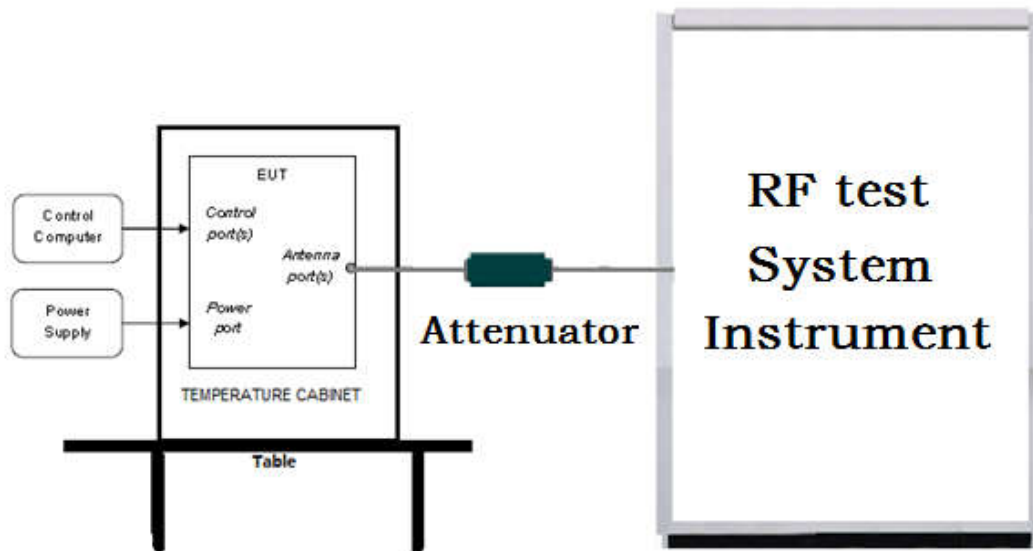 EUT
Control
Computer
Control
port(s)
Antenna
port(s)
Power
Supply
Power
port
TEMPERATURE CABINET
Table
Attenuator
RF test
System
Instrument